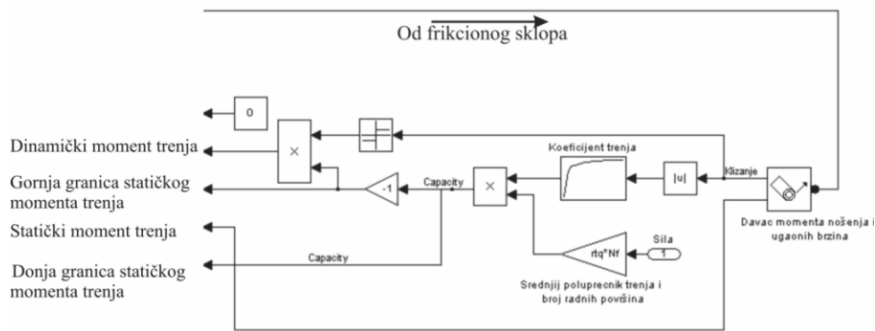 Od frikcionog sklopa
0
Dinamički moment trenja
×
Koeficijent trenja
Gornja granica statičkog
momenta trenja
-1
Capacity
×
|u|
Klizanje
Statički moment trenja
Davac momenta nošenja i
ugaonih brzina
Sila
1
rtq*Nf
Donja granica statičkog
momenta trenja
Capacity
Srednjij poluprecnik trenja i
broj radnih površina